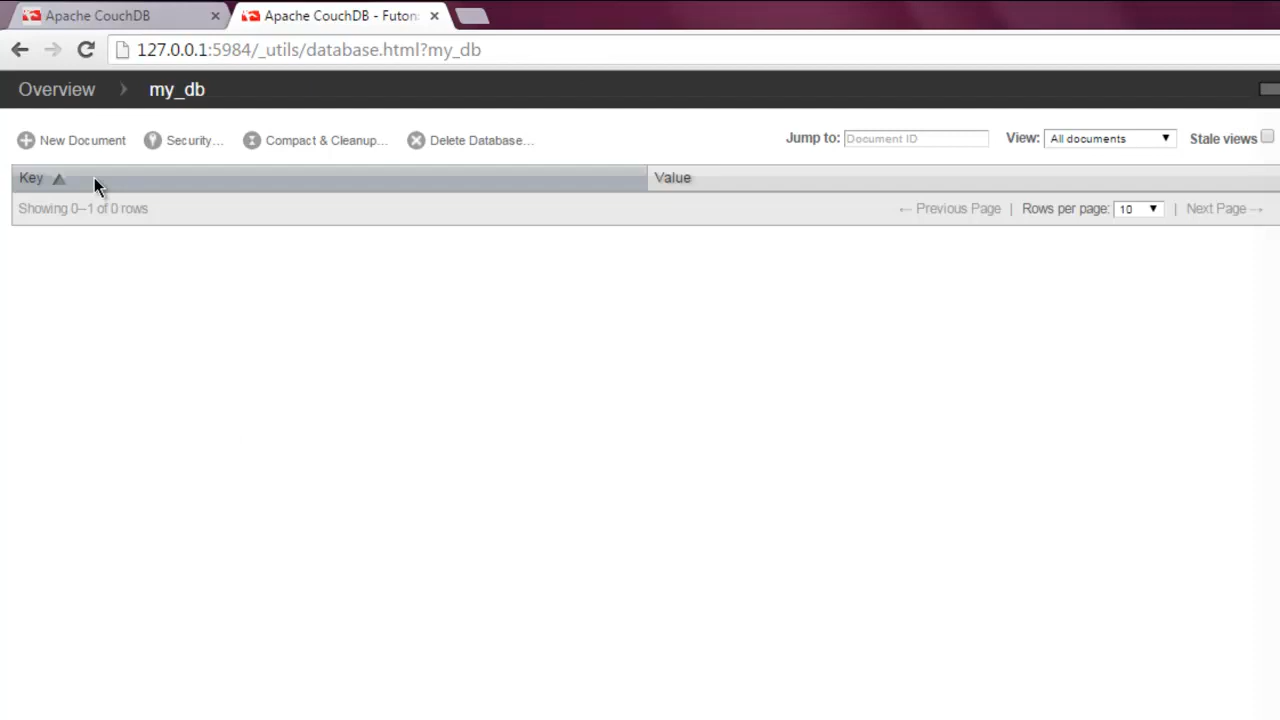 Apache CouchDB
Apache CouchDB - Futon:
127.0.0.1:5984/_utils/database.html?my_db
Overview my_db
New Document Security... Compact & Cleanup... Delete Database... Jump to: Document ID View: All documents Stale views
Key Value
Showing 0–1 of 0 rows ← Previous Page | Rows per page: 10 | Next Page →